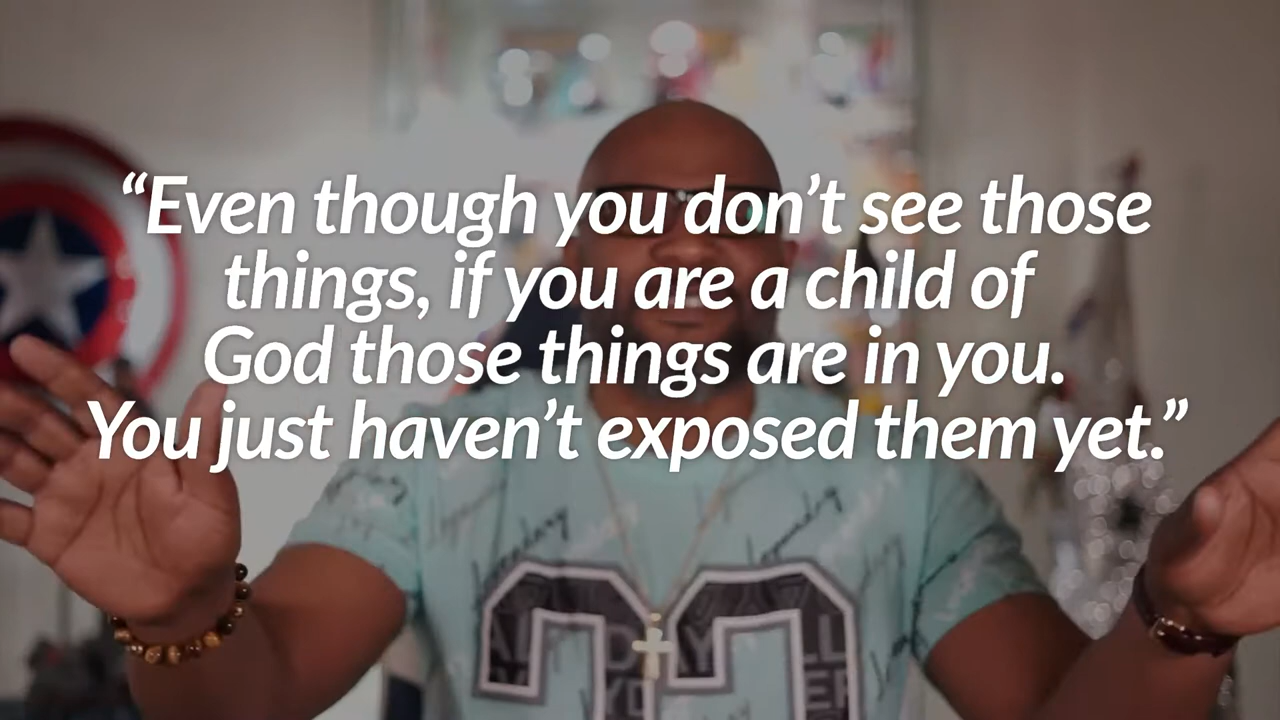 “Even though you don’t see those
things, if you are a child of
God those things are in you.
You just haven’t exposed them yet.”
Legendary